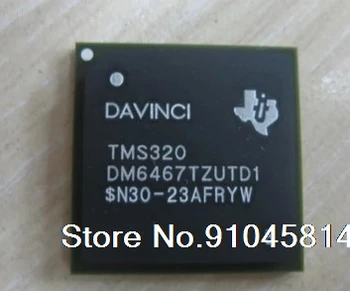 DAVINCI
TMS320
DM6467TZUTD1
$N30-23AFRYW
Store No:91045814